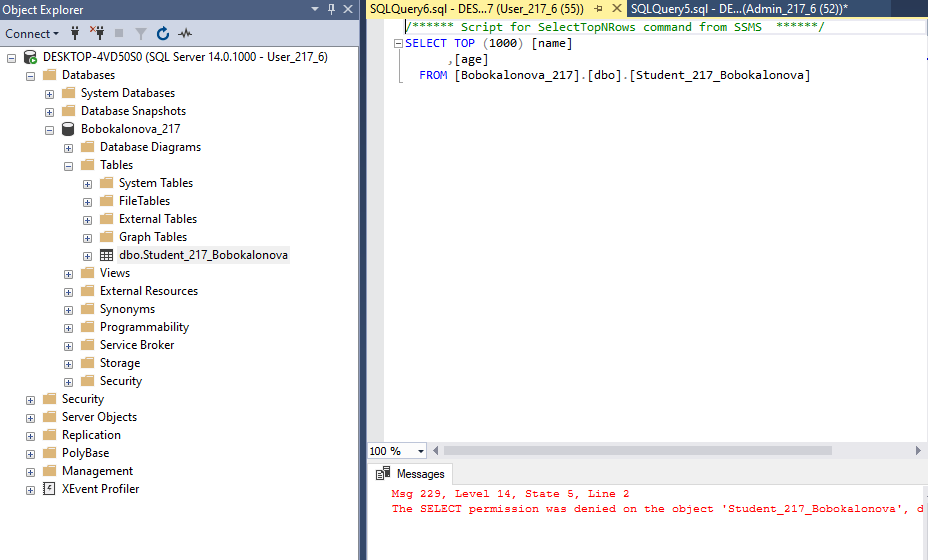 Object Explorer
Connect
DESKTOP-4VD50S0 (SQL Server 14.0.1000 - User_217_6)
Databases
System Databases
Database Snapshots
Bobokalonova_217
Database Diagrams
Tables
System Tables
FileTables
External Tables
Graph Tables
dbo.Student_217_Bobokalonova
Views
External Resources
Synonyms
Programmability
Service Broker
Storage
Security
Security
Server Objects
Replication
PolyBase
Management
XEvent Profiler
SQLQuery6.sql - DES...7 (User_217_6 (55))
SQLQuery5.sql - DE...(Admin_217_6 (52))*
/****** Script for SelectTopNRows command from SSMS ******/
SELECT TOP (1000) [name]
,[age]
FROM [Bobokalonova_217].[dbo].[Student_217_Bobokalonova]
100 %
Messages
Msg 229, Level 14, State 5, Line 2
The SELECT permission was denied on the object 'Student_217_Bobokalonova', d